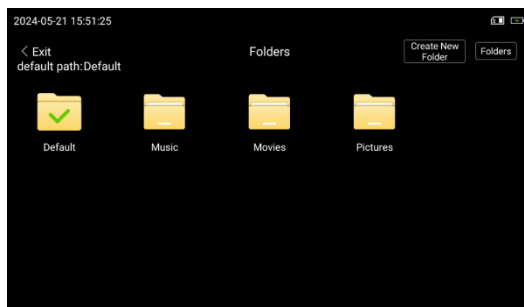 2024-05-21 15:51:25
Exit
Folders
Create New
Folder
Folders
default path:Default
Default
Music
Movies
Pictures